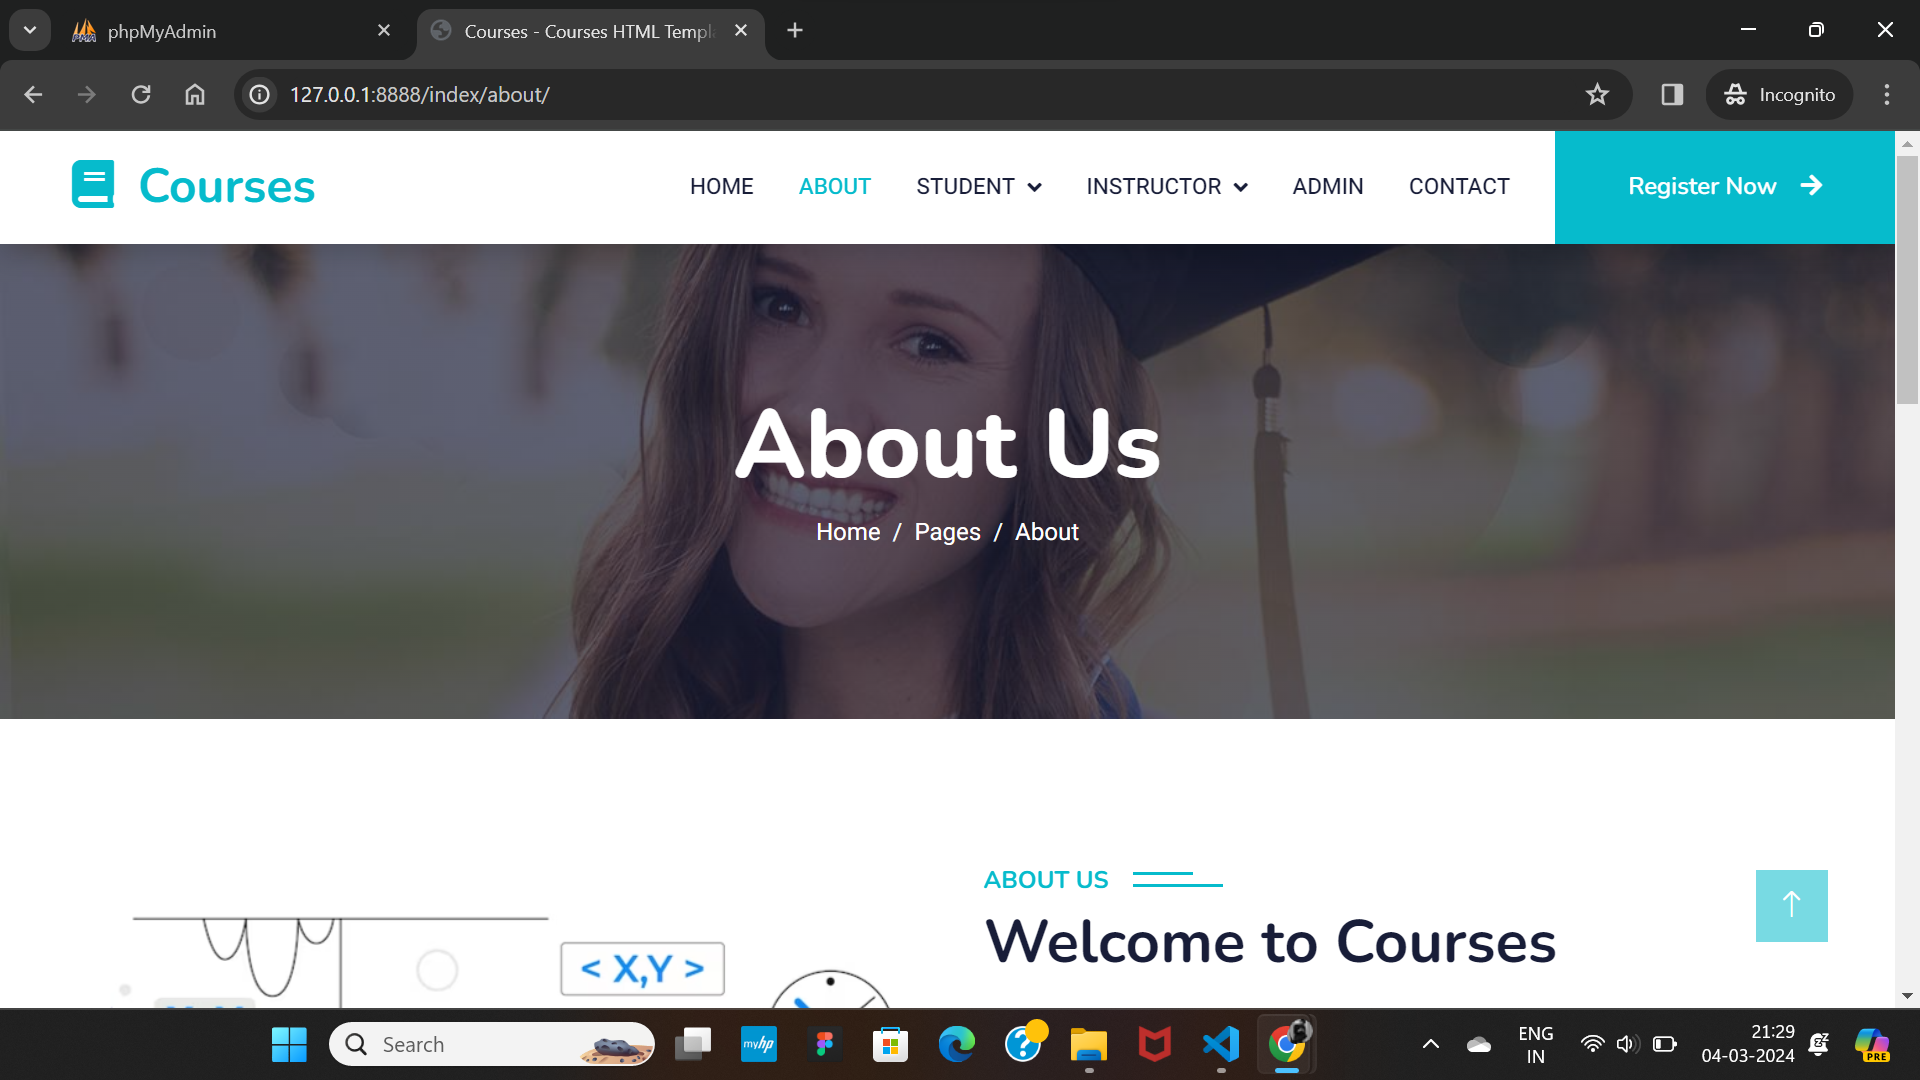 phpMyAdmin
Courses - Courses HTML Templ
127.0.0.1:8888/index/about/
Incognito
Courses
HOME ABOUT STUDENT INSTRUCTOR ADMIN CONTACT
Register Now
About Us
Home / Pages / About
ABOUT US
Welcome to Courses
< X,Y >
Search
myhp
ENG
IN
21:29
04-03-2024
PRE